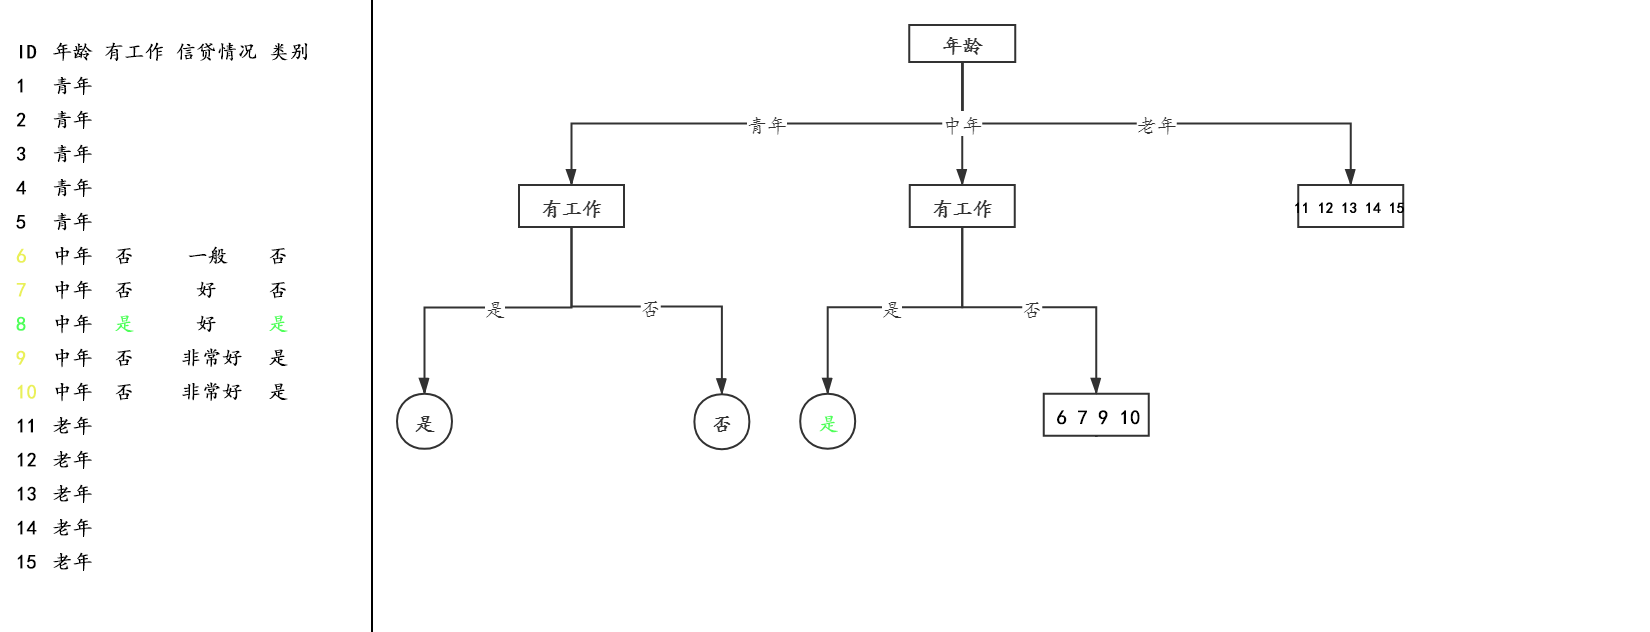 ID 年龄 有工作 信贷情况 类别
1 青年
2 青年
3 青年
4 青年
5 青年
6 中年 否 一般 否
7 中年 否 好 否
8 中年 是 好 是
9 中年 否 非常好 是
10 中年 否 非常好 是
11 老年
12 老年
13 老年
14 老年
15 老年
年龄
青年 中年 老年
有工作 有工作 11 12 13 14 15
是 否 是 否
是 否 是 6 7 9 10